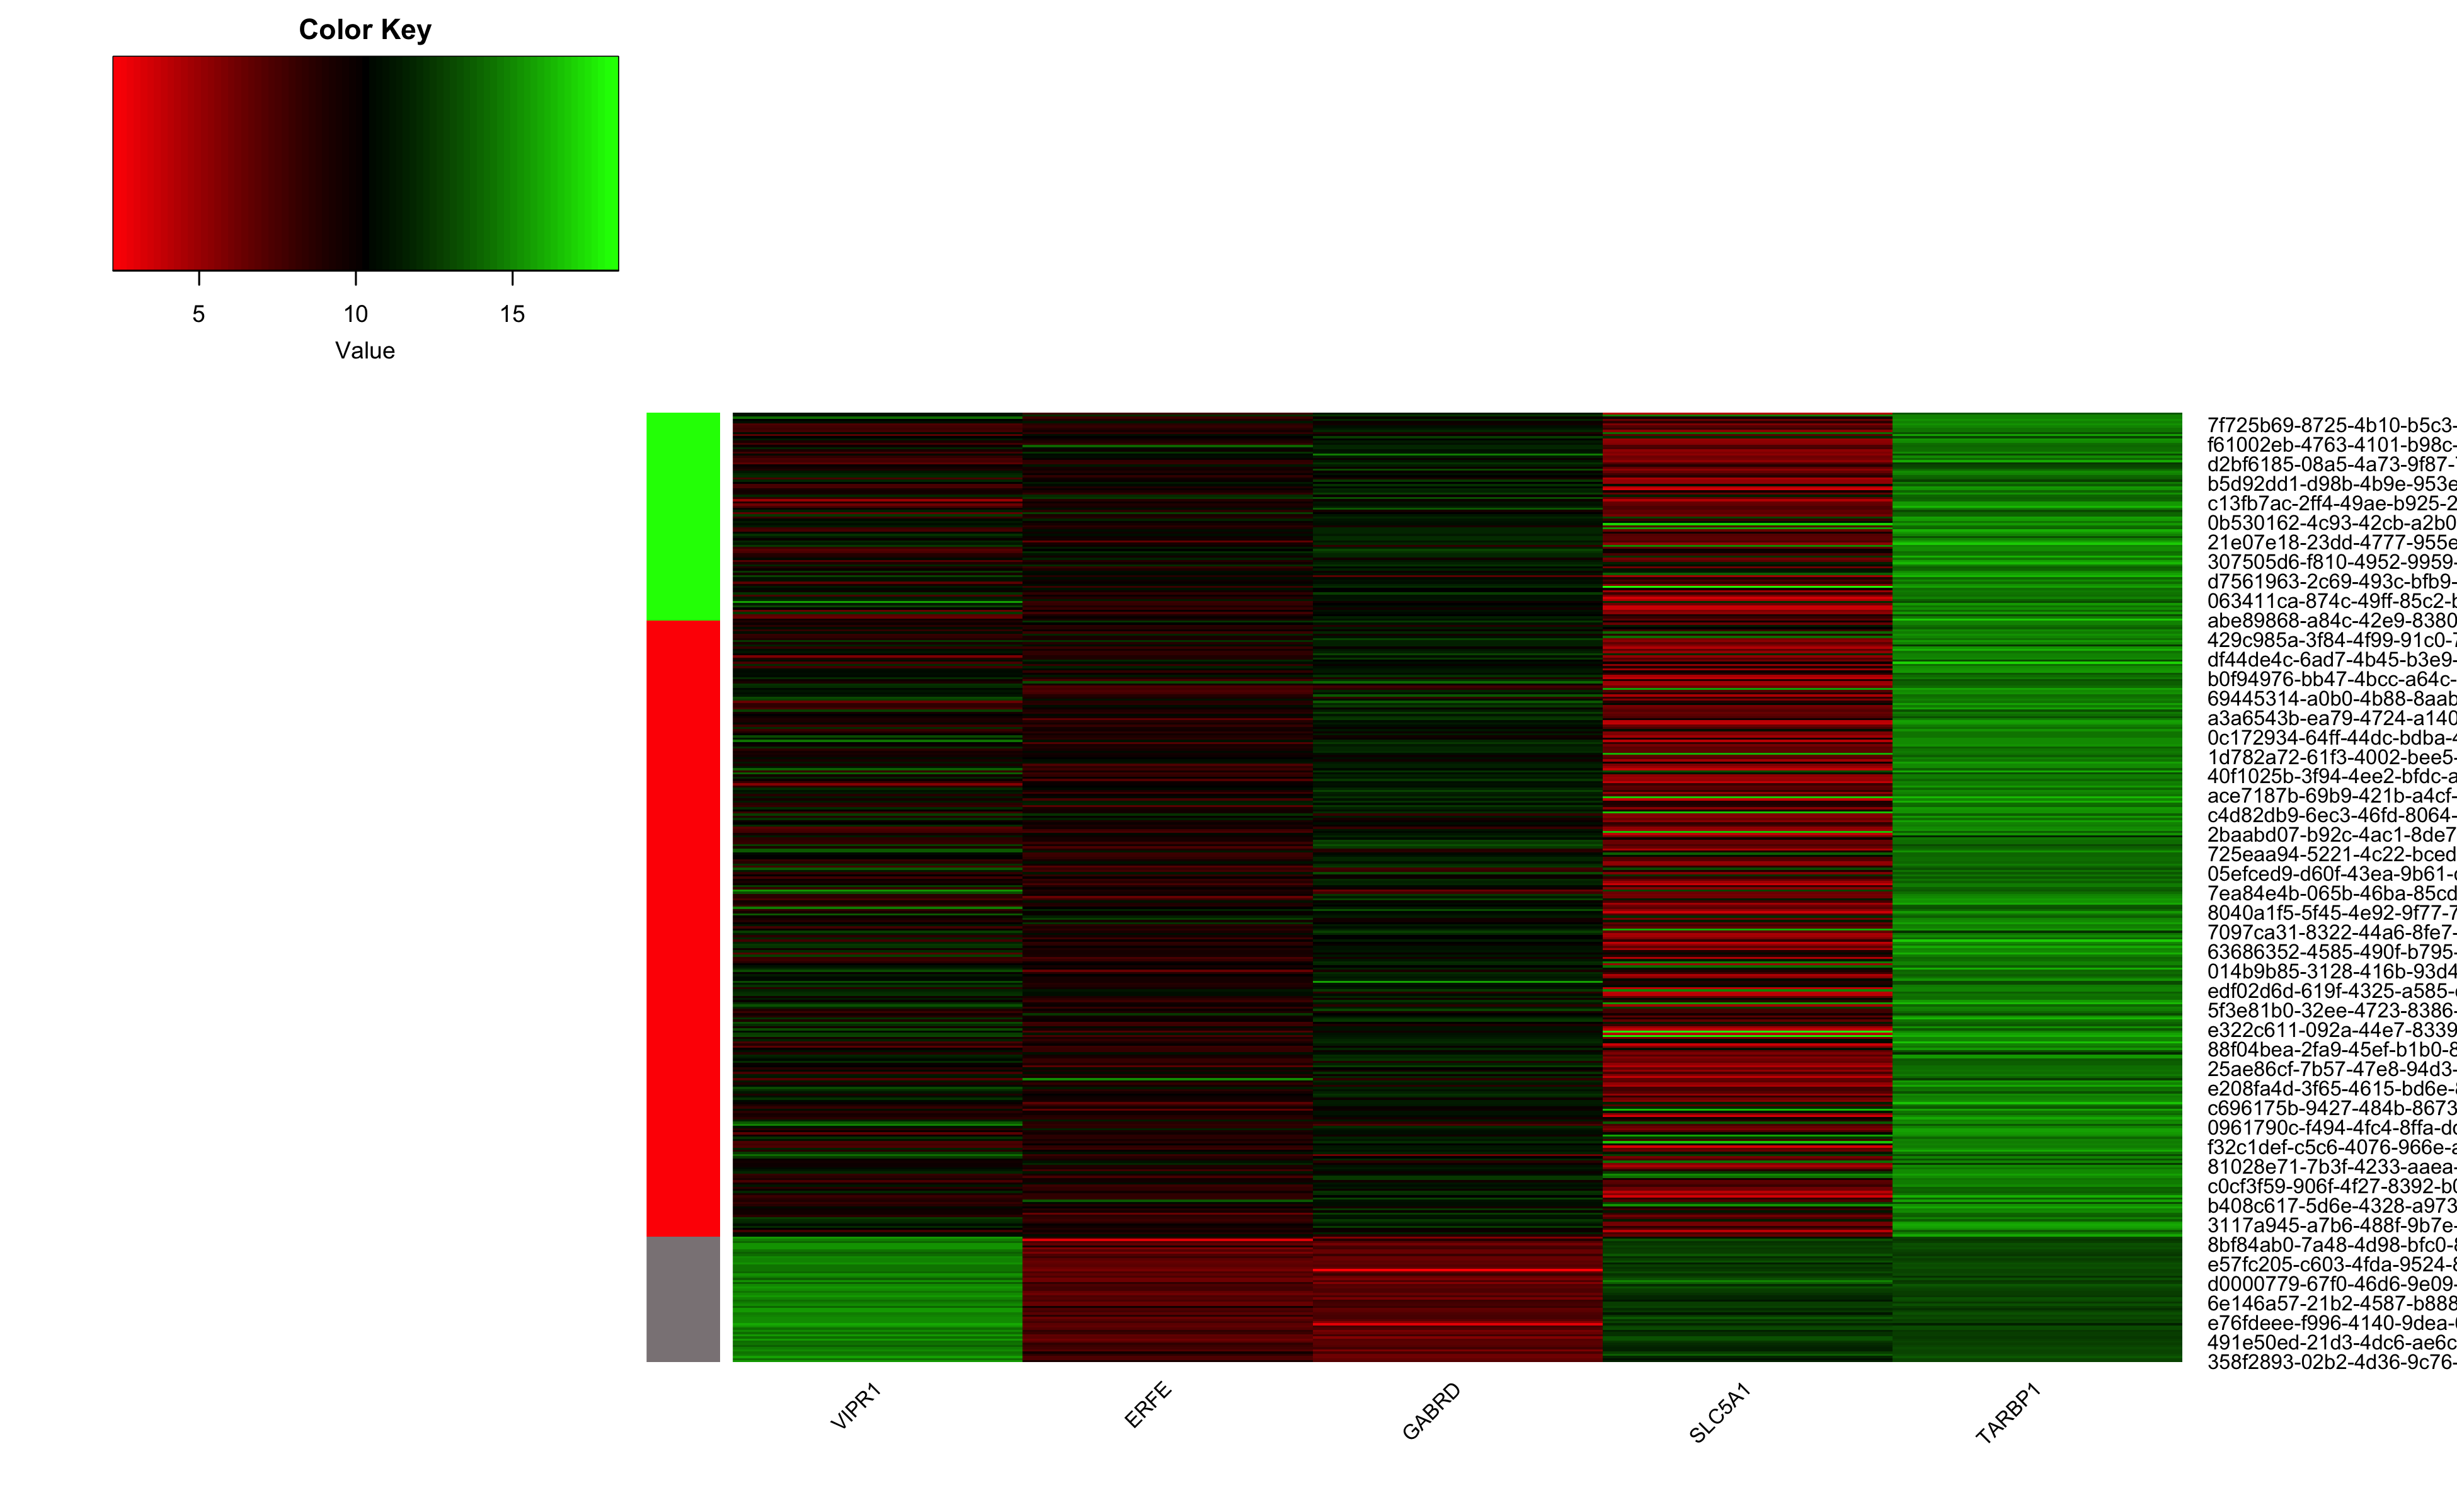 Color Key
5 10 15
Value
7f725b69-8725-4b10-b5c3-
f61002eb-4763-4101-b98c-
d2bf6185-08a5-4a73-9f87-
b5d92dd1-d98b-4b9e-953e
c13fb7ac-2ff4-49ae-b925-2
0b530162-4c93-42cb-a2b0
21e07e18-23dd-4777-955e
307505d6-f810-4952-9959-
d7561963-2c69-493c-bfb9-
063411ca-874c-49ff-85c2-b
abe89868-a84c-42e9-8380
429c985a-3f84-4f99-91c0-7
df44de4c-6ad7-4b45-b3e9-
b0f94976-bb47-4bcc-a64c-
69445314-a0b0-4b88-8aab
a3a6543b-ea79-4724-a140
0c172934-64ff-44dc-bdba-4
1d782a72-61f3-4002-bee5-
40f1025b-3f94-4ee2-bfdc-a
ace7187b-69b9-421b-a4cf-
c4d82db9-6ec3-46fd-8064-
2baabd07-b92c-4ac1-8de7
725eaa94-5221-4c22-bced
05efced9-d60f-43ea-9b61-
7ea84e4b-065b-46ba-85cd
8040a1f5-5f45-4e92-9f77-7
7097ca31-8322-44a6-8fe7-
63686352-4585-490f-b795-
014b9b85-3128-416b-93d4
edf02d6d-619f-4325-a585-
5f3e81b0-32ee-4723-8386-
e322c611-092a-44e7-8339
88f04bea-2fa9-45ef-b1b0-8
25ae86cf-7b57-47e8-94d3-
e208fa4d-3f65-4615-bd6e-
c696175b-9427-484b-8673
0961790c-f494-4fc4-8ffa-dc
f32c1def-c5c6-4076-966e-a
81028e71-7b3f-4233-aaea-
c0cf3f59-906f-4f27-8392-b0
b408c617-5d6e-4328-a973
3117a945-a7b6-488f-9b7e-
8bf84ab0-7a48-4d98-bfc0-8
e57fc205-c603-4fda-9524-8
d0000779-67f0-46d6-9e09-
6e146a57-21b2-4587-b888
e76fdeee-f996-4140-9dea-
491e50ed-21d3-4dc6-ae6c
358f2893-02b2-4d36-9c76-
VIPR1 ERFE GABRD SLC5A1 TARBP1